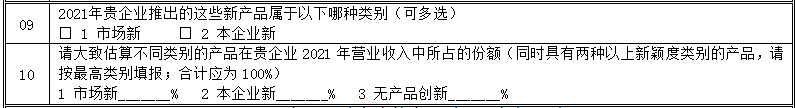 09 2021年贵企业推出的这些新产品属于以下哪种类别（可多选）
□ 1 市场新 □ 2 本企业新
10 请大致估算不同类别的产品在贵企业 2021 年营业收入中所占的份额（同时具有两种以上新颖度类别的产品，请
按最高类别填报；合计应为100%）
1 市场新_______% 2 本企业新_______% 3 无产品创新_______%